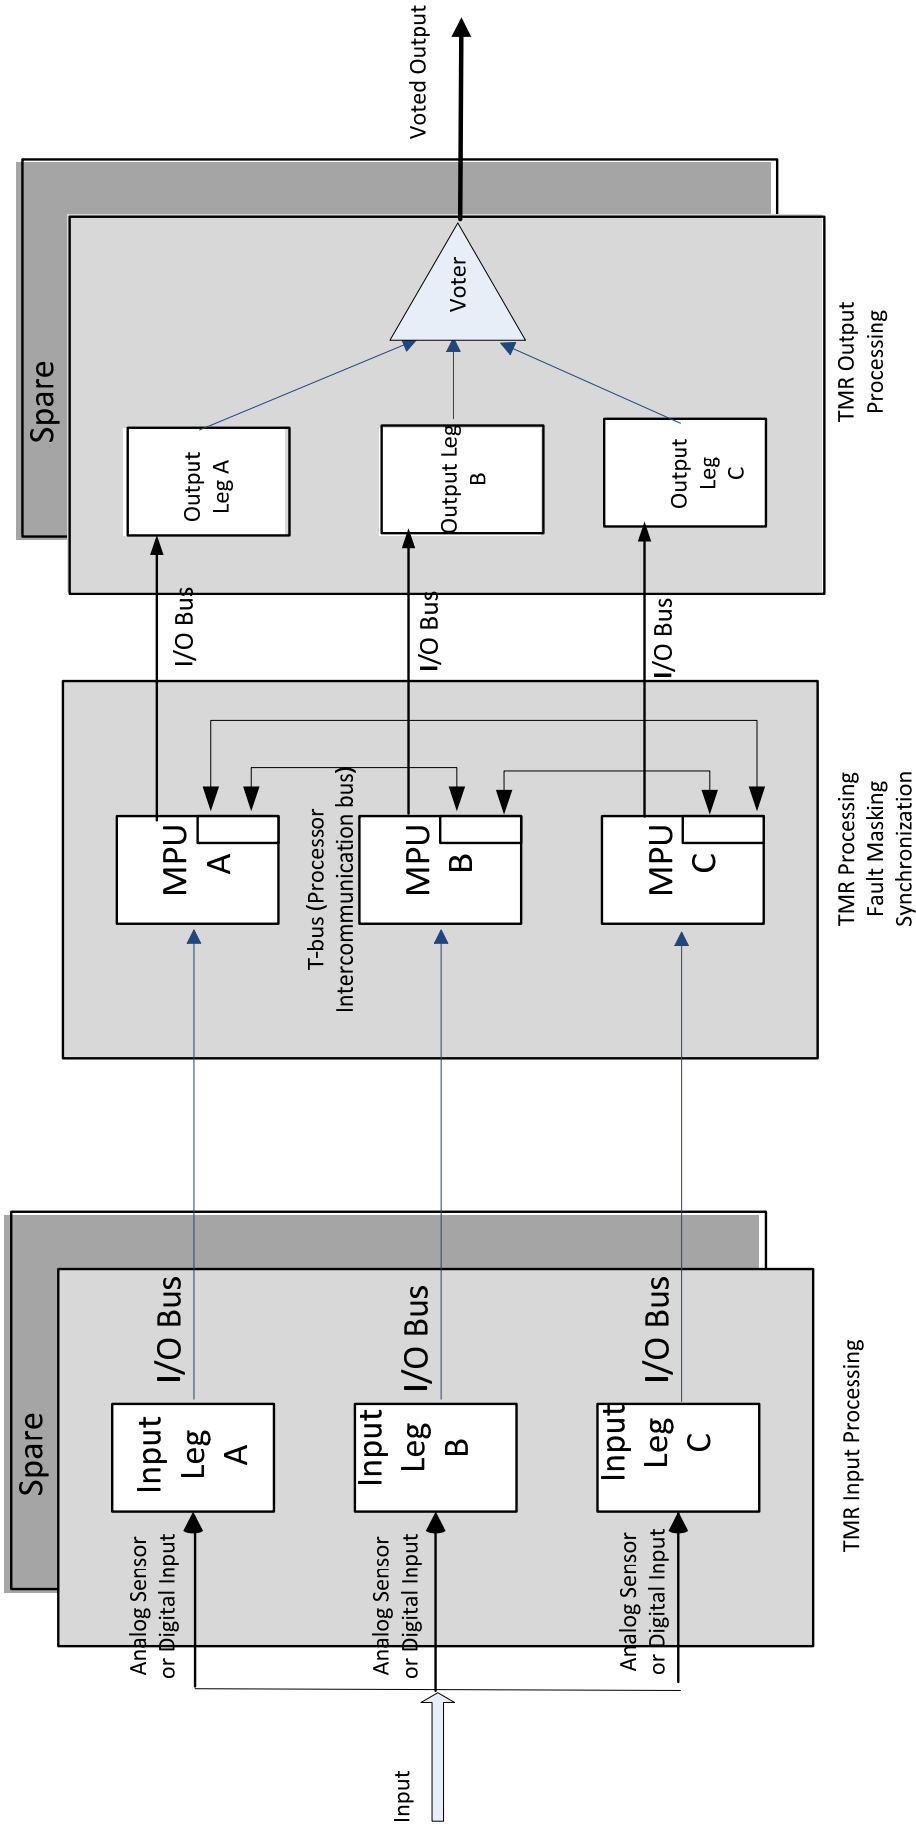 Input
Spare
Analog Sensor
or Digital Input
Analog Sensor
or Digital Input
Analog Sensor
or Digital Input
Input
Leg
A
Input
Leg
B
Input
Leg
C
I/O Bus
I/O Bus
I/O Bus
TMR Input Processing
MPU
A
T-bus (Processor
Intercommunication bus)
MPU
B
MPU
C
TMR Processing
Fault Masking
Synchronization
I/O Bus
I/O Bus
I/O Bus
Spare
Output
Leg A
Output Leg
B
Output
Leg
C
Voter
TMR Output
Processing
Voted Output